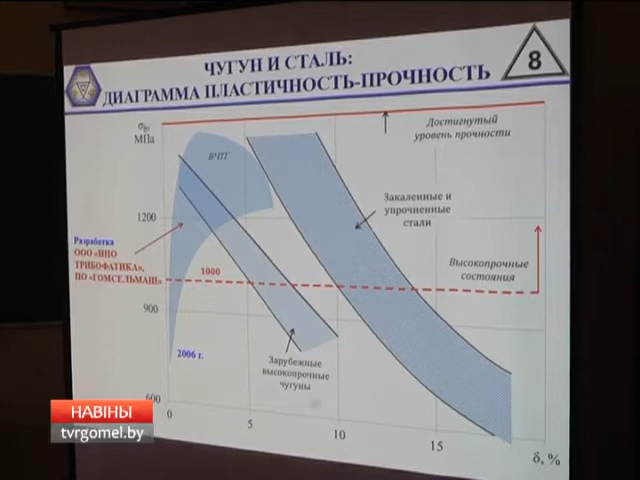 ЧУГУН И СТАЛЬ:
ДИАГРАММА ПЛАСТИЧНОСТЬ-ПРОЧНОСТЬ
8
σв,
МПа
1200
900
600
0
5
10
15
δ, %
ВЧПТ
Достигнутый
уровень прочности
Закаленные и
упрочненные
стали
Высокопрочные
состояния
Разработка
ООО «НПО
ТРИБОФАТИКА»,
ПО «ГОМСЕЛЬМАШ»
1000
2006 г.
Зарубежные
высокопрочные
чугуны
НАВІНЫ
tvrgomel.by